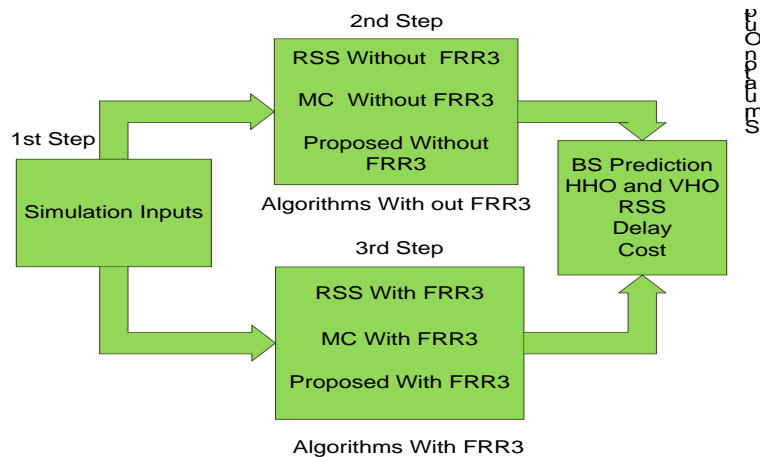 2nd Step
RSS Without FRR3
MC Without FRR3
Proposed Without
FRR3
Algorithms With out FRR3
1st Step
Simulation Inputs
3rd Step
RSS With FRR3
MC With FRR3
Proposed With FRR3
Algorithms With FRR3
BS Prediction
HHO and VHO
RSS
Delay
Cost